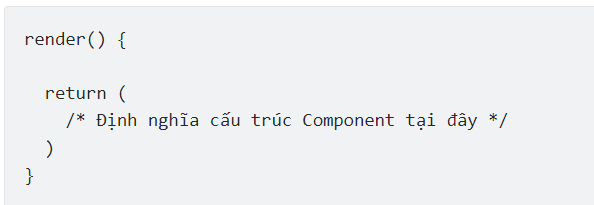 render() {
return (
/* Định nghĩa cấu trúc Component tại đây */
)
}